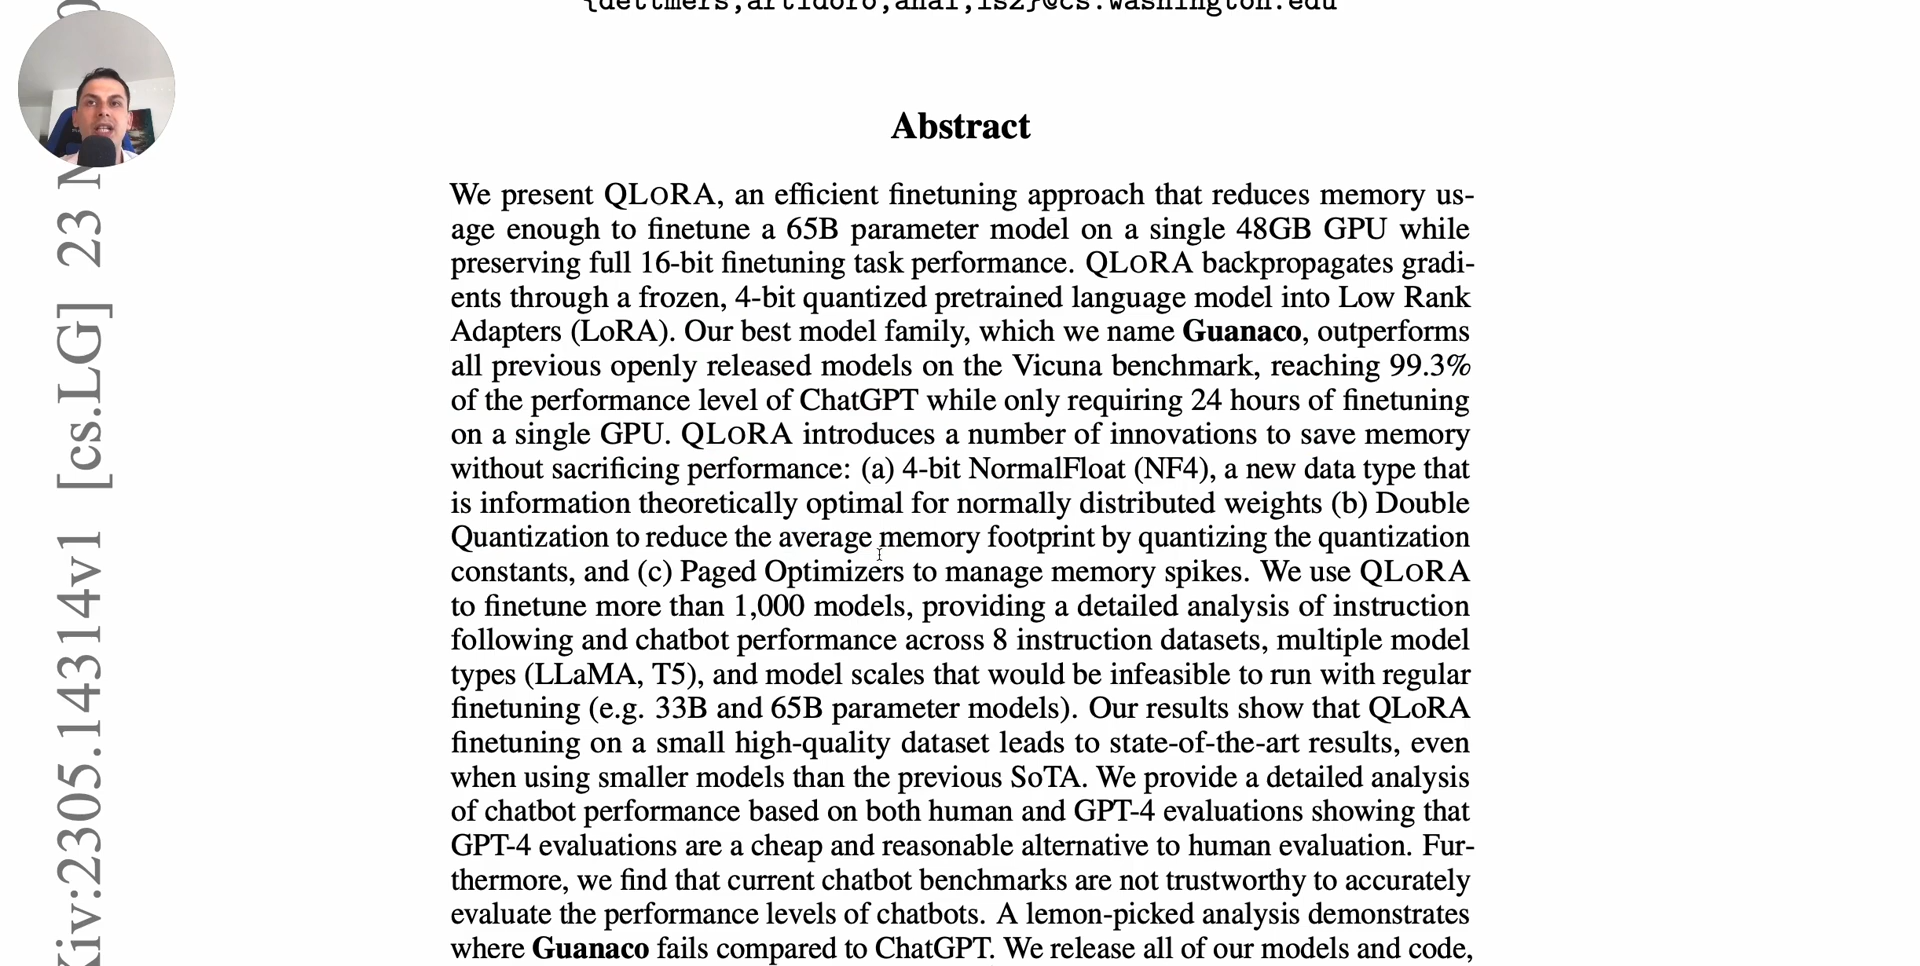 {dettmers,artidoro,ahai,lsz}@cs.washington.edu
Abstract
We present QLORA, an efficient finetuning approach that reduces memory us-
age enough to finetune a 65B parameter model on a single 48GB GPU while
preserving full 16-bit finetuning task performance. QLORA backpropagates gradi-
ents through a frozen, 4-bit quantized pretrained language model into Low Rank
Adapters (LoRA). Our best model family, which we name Guanaco, outperforms
all previous openly released models on the Vicuna benchmark, reaching 99.3%
of the performance level of ChatGPT while only requiring 24 hours of finetuning
on a single GPU. QLORA introduces a number of innovations to save memory
without sacrificing performance: (a) 4-bit NormalFloat (NF4), a new data type that
is information theoretically optimal for normally distributed weights (b) Double
Quantization to reduce the average memory footprint by quantizing the quantization
constants, and (c) Paged Optimizers to manage memory spikes. We use QLORA
to finetune more than 1,000 models, providing a detailed analysis of instruction
following and chatbot performance across 8 instruction datasets, multiple model
types (LLaMA, T5), and model scales that would be infeasible to run with regular
finetuning (e.g. 33B and 65B parameter models). Our results show that QLoRA
finetuning on a small high-quality dataset leads to state-of-the-art results, even
when using smaller models than the previous SoTA. We provide a detailed analysis
of chatbot performance based on both human and GPT-4 evaluations showing that
GPT-4 evaluations are a cheap and reasonable alternative to human evaluation. Fur-
thermore, we find that current chatbot benchmarks are not trustworthy to accurately
evaluate the performance levels of chatbots. A lemon-picked analysis demonstrates
where Guanaco fails compared to ChatGPT. We release all of our models and code,
Xiv:2305.14314v1 [cs.LG] 23 M